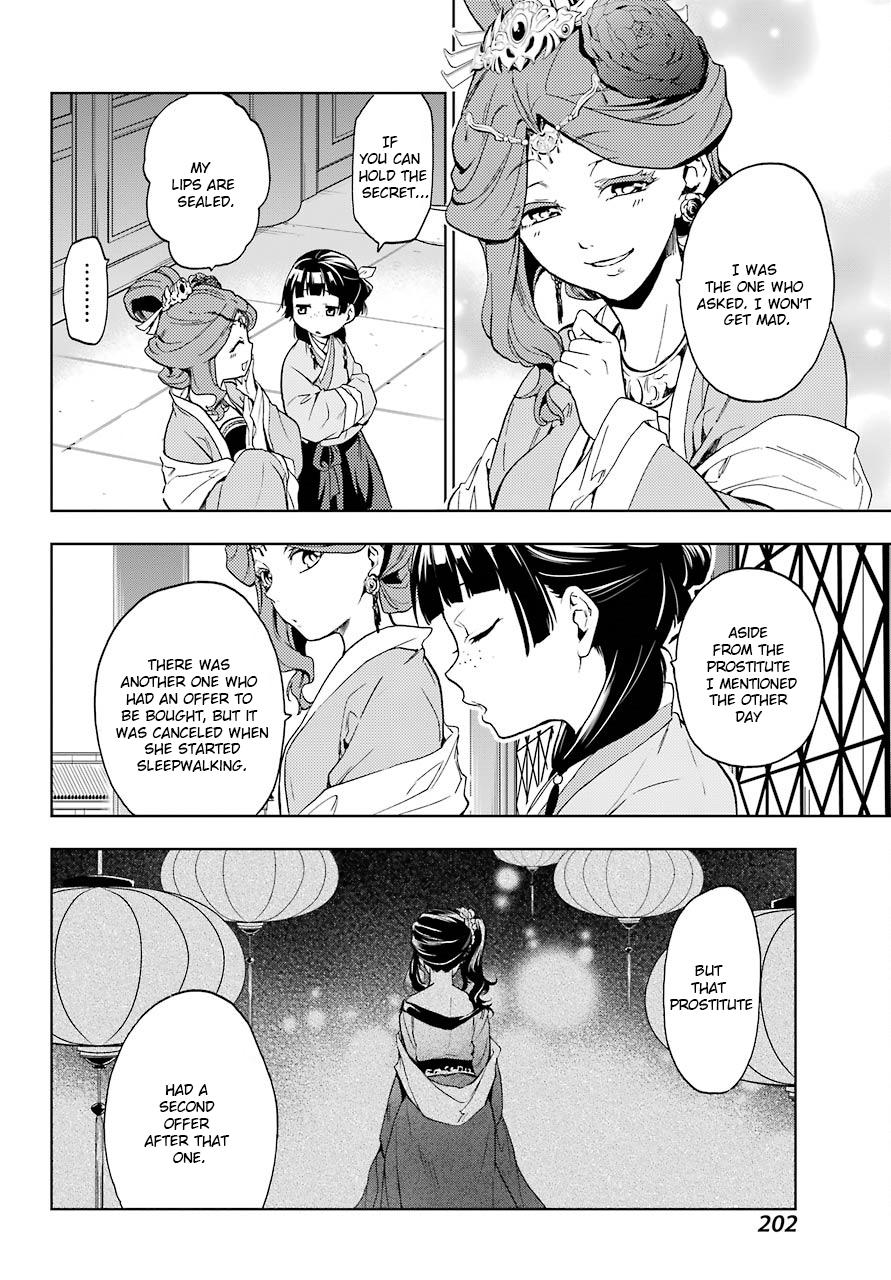 I WAS
THE ONE WHO
ASKED. I WON'T
GET MAD.
IF
YOU CAN
HOLD THE
SECRET...
MY
LIPS ARE
SEALED.
......
ASIDE
FROM THE
PROSTITUTE
I MENTIONED
THE OTHER
DAY
THERE WAS
ANOTHER ONE WHO
HAD AN OFFER TO
BE BOUGHT, BUT IT
WAS CANCELED WHEN
SHE STARTED
SLEEPWALKING.
BUT
THAT
PROSTITUTE
HAD A
SECOND
OFFER
AFTER THAT
ONE.
202